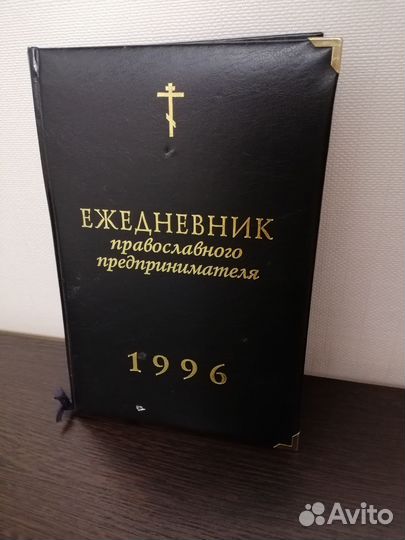 ЕЖЕДНЕВНИК
православного
предпринимателя
1996
Avito